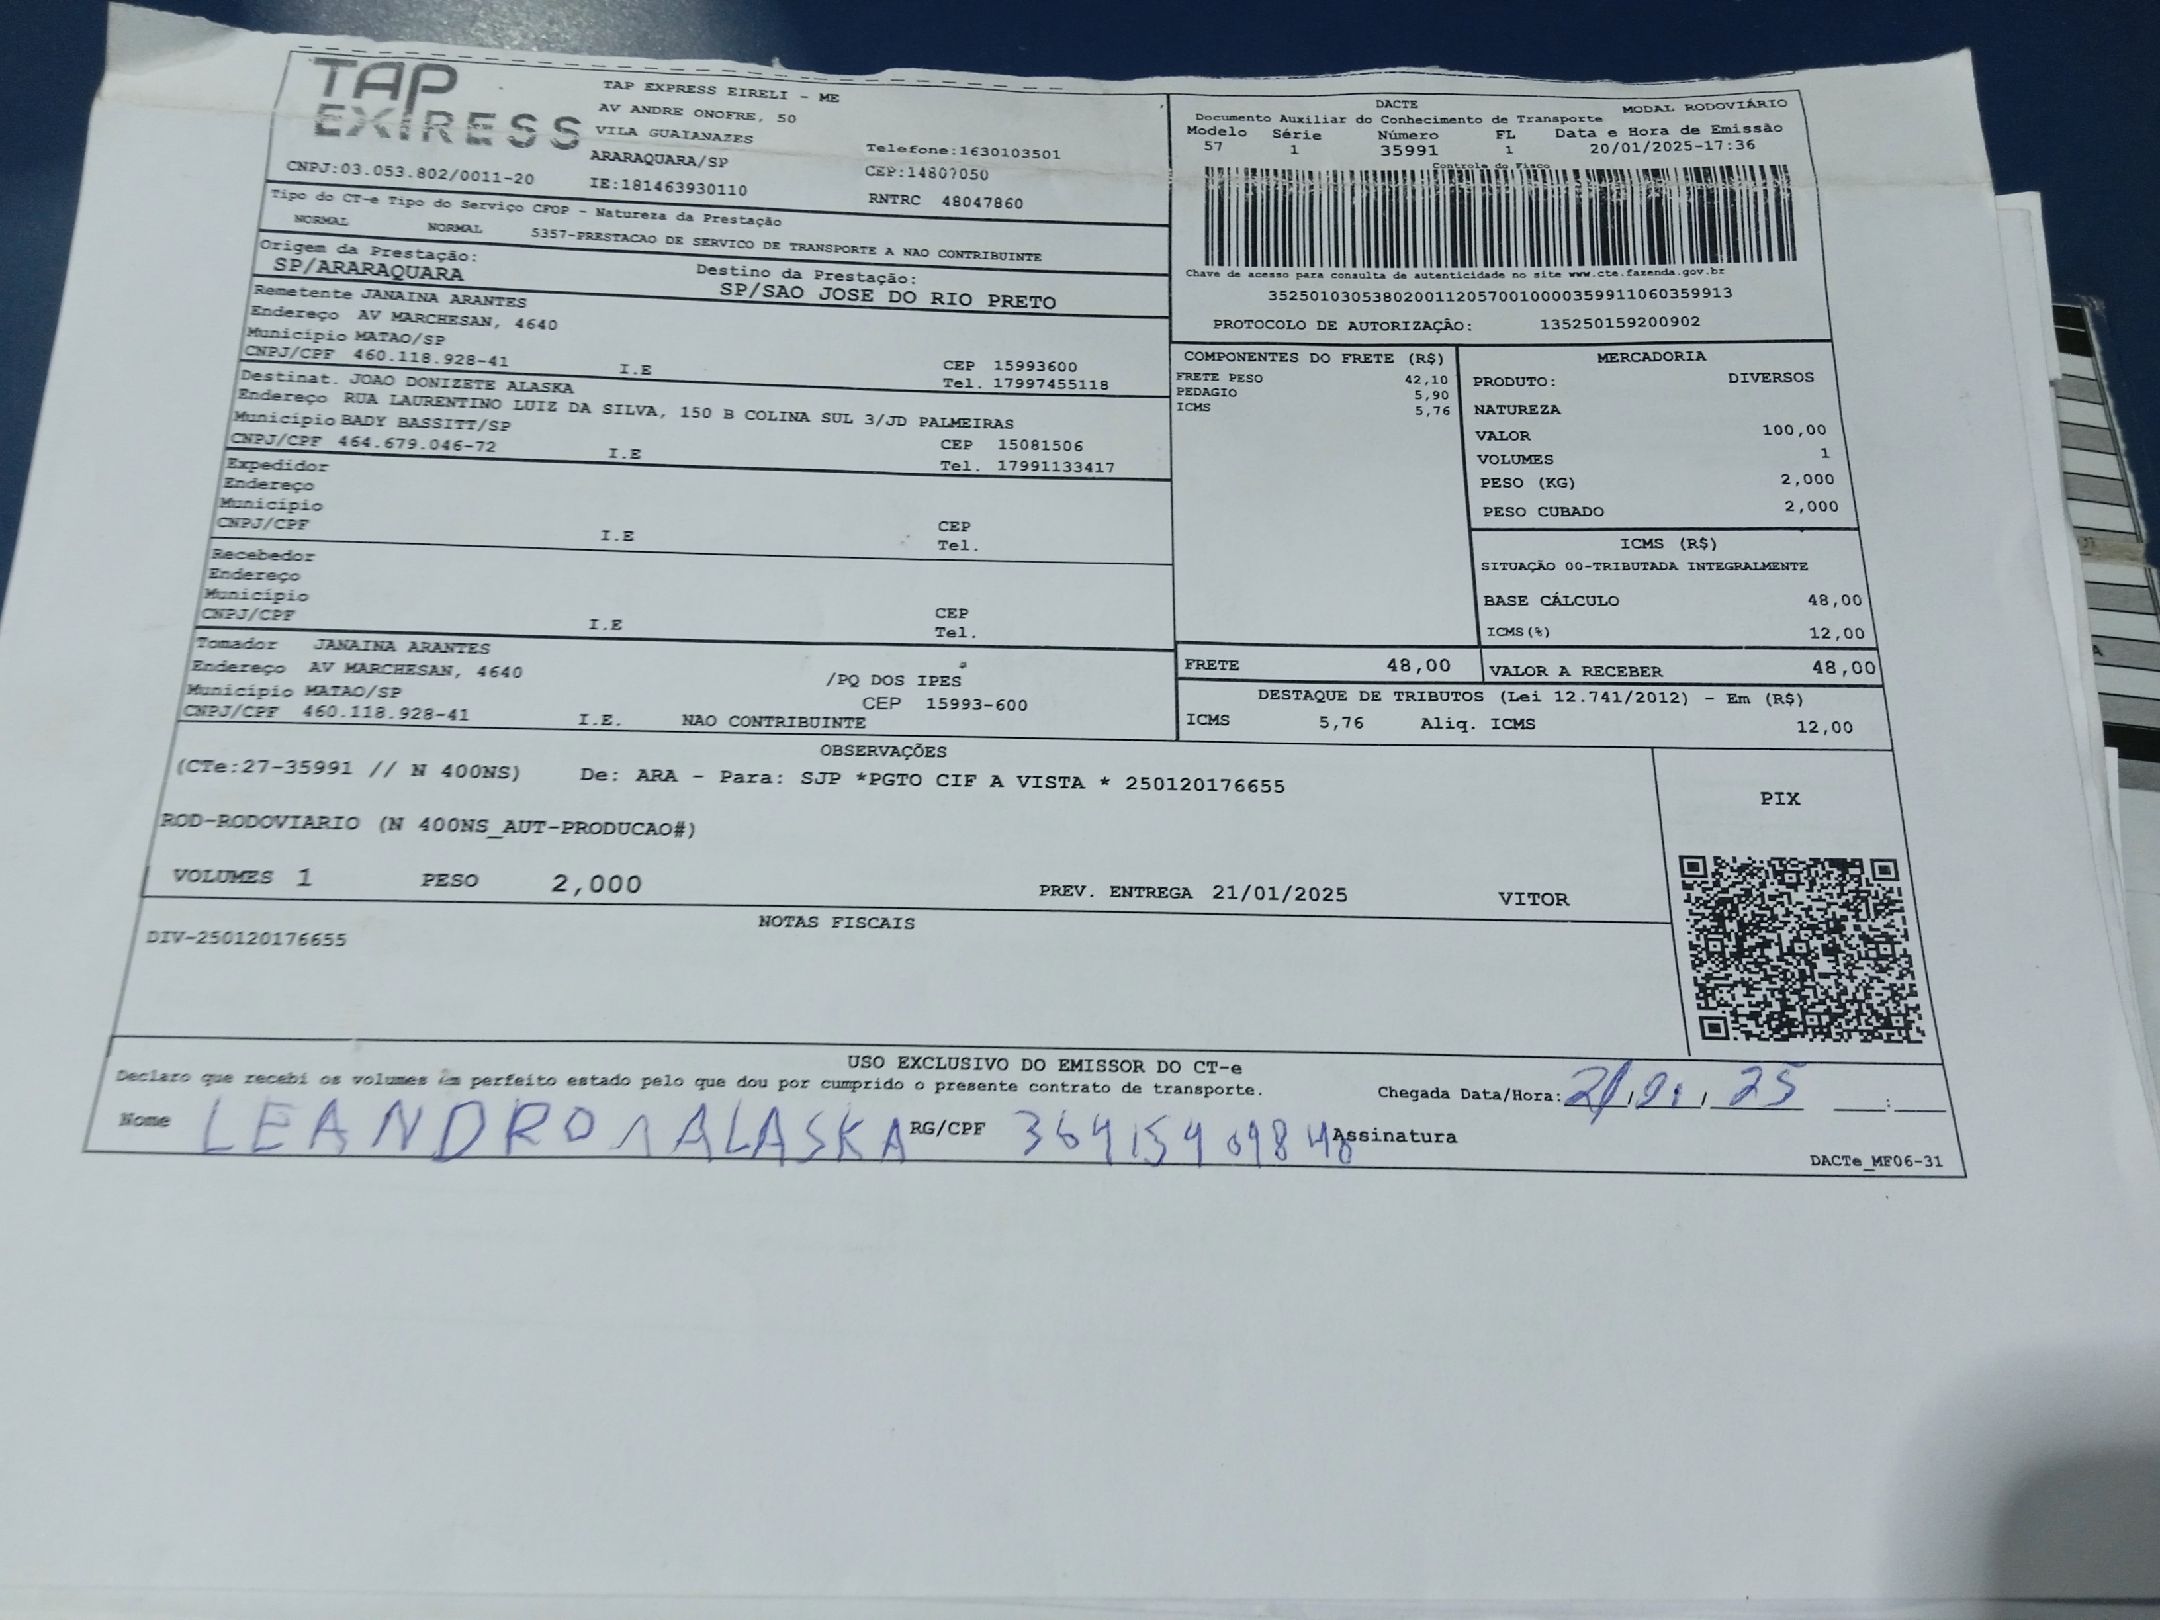 TAP EXPRESS
TAP EXPRESS EIRELI - ME
AV ANDRE ONOFRE, 50
VILA GUAIANAZES
ARARAQUARA/SP
IE:181463930110
Telefone:1630103501
CEP:14807050
RNTRC 48047860
CNPJ:03.053.802/0011-20
Tipo do CT-e Tipo do Serviço CFOP - Natureza da Prestação
NORMAL NORMAL 5357-PRESTACAO DE SERVICO DE TRANSPORTE A NAO CONTRIBUINTE
Origem da Prestação:
SP/ARARAQUARA
Destino da Prestação:
SP/SAO JOSE DO RIO PRETO
Remetente JANAINA ARANTES
Endereço AV MARCHESAN, 4640
Município MATAO/SP
CNPJ/CPF 460.118.928-41 I.E CEP 15993600
Tel. 17997455118
Destinat. JOAO DONIZETE ALASKA
Endereço RUA LAURENTINO LUIZ DA SILVA, 150 B COLINA SUL 3/JD PALMEIRAS
Município BADY BASSITT/SP
CNPJ/CPF 464.679.046-72 I.E CEP 15081506
Tel. 17991133417
Expedidor
Endereço
Município
CNPJ/CPF I.E CEP
Tel.
Recebedor
Endereço
Município
CNPJ/CPF I.E CEP
Tel.
Tomador JANAINA ARANTES
Endereço AV MARCHESAN, 4640 /PQ DOS IPES
Município MATAO/SP CEP 15993-600
CNPJ/CPF 460.118.928-41 I.E. NAO CONTRIBUINTE
DACTE MODAL RODOVIÁRIO
Documento Auxiliar do Conhecimento de Transporte
Modelo Série Número FL Data e Hora de Emissão
57 1 35991 1 20/01/2025-17:36
Controle do Fisco
Chave de acesso para consulta de autenticidade no site www.cte.fazenda.gov.br
35250103053802001120570010000359911060359913
PROTOCOLO DE AUTORIZAÇÃO: 135250159200902
COMPONENTES DO FRETE (R$)
FRETE PESO 42,10
PEDAGIO 5,90
ICMS 5,76
MERCADORIA
PRODUTO: DIVERSOS
NATUREZA
VALOR 100,00
VOLUMES 1
PESO (KG) 2,000
PESO CUBADO 2,000
ICMS (R$)
SITUAÇÃO 00-TRIBUTADA INTEGRALMENTE
BASE CÁLCULO 48,00
ICMS(%) 12,00
FRETE 48,00 VALOR A RECEBER 48,00
DESTAQUE DE TRIBUTOS (Lei 12.741/2012) - Em (R$)
ICMS 5,76 Aliq. ICMS 12,00
OBSERVAÇÕES
(CTe:27-35991 // N 400NS) De: ARA - Para: SJP *PGTO CIF A VISTA * 250120176655
ROD-RODOVIARIO (N 400NS_AUT-PRODUCAO#)
VOLUMES 1 PESO 2,000 PREV. ENTREGA 21/01/2025 VITOR
PIX
NOTAS FISCAIS
DIV-250120176655
USO EXCLUSIVO DO EMISSOR DO CT-e
Declaro que recebi os volumes em perfeito estado pelo que dou por cumprido o presente contrato de transporte.
Chegada Data/Hora: 21/01/25 __:__
Nome LEANDRO ALASKA RG/CPF Assinatura
DACTe_MF06-31